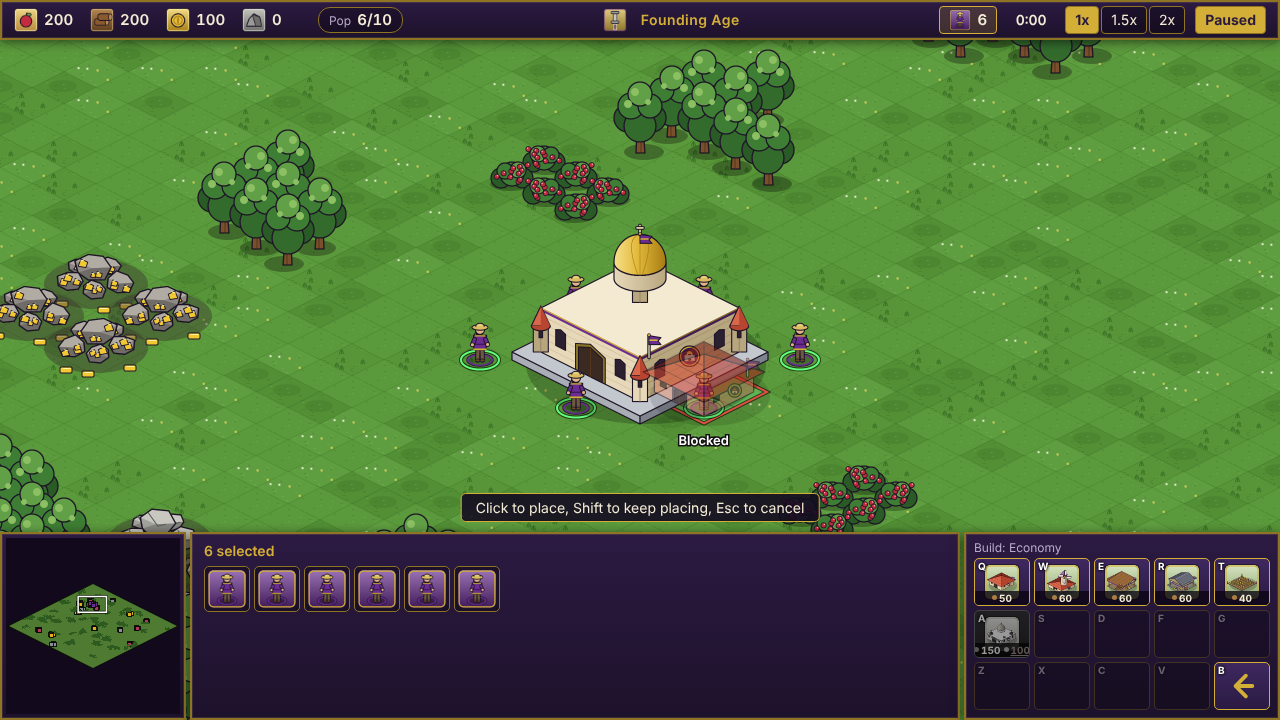 200 200 100 0 Pop 6/10 Founding Age 6 0:00 1x 1.5x 2x Paused
Blocked
Click to place, Shift to keep placing, Esc to cancel
6 selected
Build: Economy
Q W E R T
50 60 60 60 40
A S D F G
150 100
Z X C V B